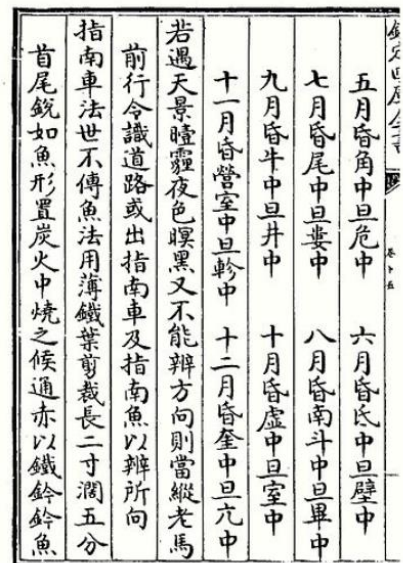 欽定四庫全書
五月昏角中旦危中 六月昏氐中旦壁中
七月昏尾中旦婁中 八月昏南斗中旦畢中
九月昏牛中旦井中 十月昏虛中旦室中
十一月昏營室中旦軫中 十二月昏奎中旦亢中
若遇天景曀霾夜色暝黑又不能辨方向則當縱老馬
前行令識道路或出指南車及指南魚以辨所向
指南車法世不傳魚法用薄鐵葉剪裁長二寸濶五分
首尾銳如魚形置炭火中燒之候通赤以鐵鈐鈐魚